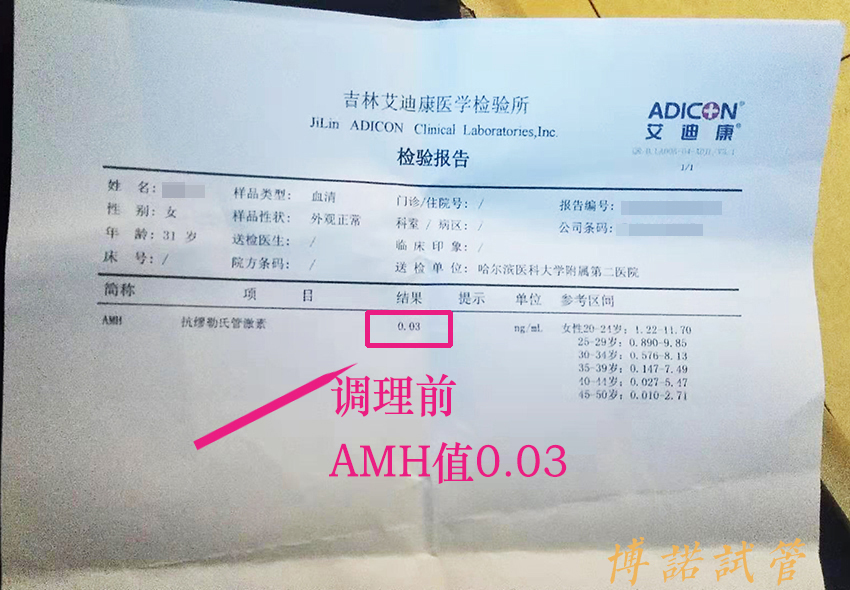 吉林艾迪康医学检验所
JiLin ADICON Clinical Laboratories,Inc.
检验报告
ADICON®
艾迪康®
1/1
姓 名: 样品类型: 血清 门诊/住院号: / 报告编号:
性 别: 女 样品性状: 外观正常 科室 / 病区: / 公司条码:
年 龄: 31 岁 送检医生: / 临床印象: /
床 号: / 院方条码: / 送检单位: 哈尔滨医科大学附属第二医院
简称 项 目 结果 提示 单位 参考区间
AMH 抗缪勒氏管激素 0.03 ng/mL 女性20-24岁: 1.22-11.70
25-29岁: 0.890-9.85
30-34岁: 0.576-8.13
35-39岁: 0.147-7.49
40-44岁: 0.027-5.47
45-50岁: 0.010-2.71
调理前
AMH值0.03
博諾試管